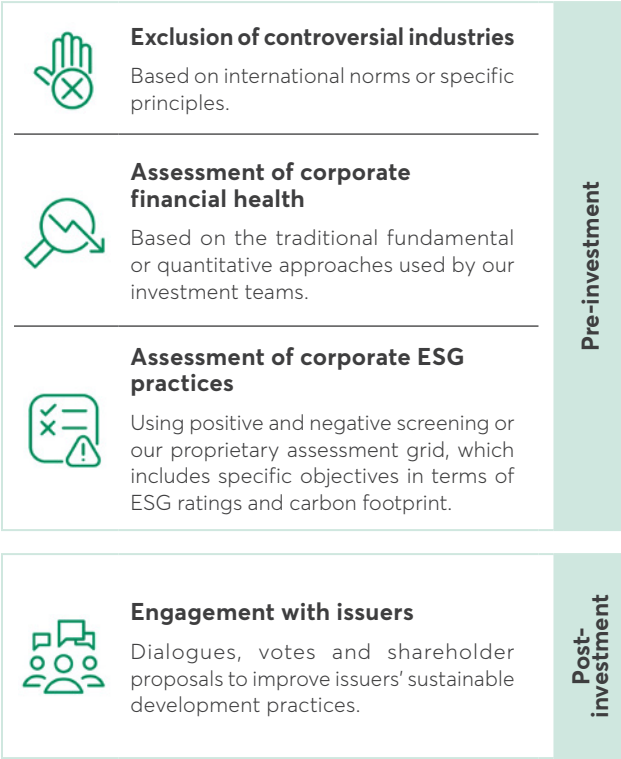 Exclusion of controversial industries
Based on international norms or specific
principles.
Assessment of corporate
financial health
Based on the traditional fundamental
or quantitative approaches used by our
investment teams.
Assessment of corporate ESG
practices
Using positive and negative screening or
our proprietary assessment grid, which
includes specific objectives in terms of
ESG ratings and carbon footprint.
Pre-investment
Engagement with issuers
Dialogues, votes and shareholder
proposals to improve issuers' sustainable
development practices.
Post-
investment